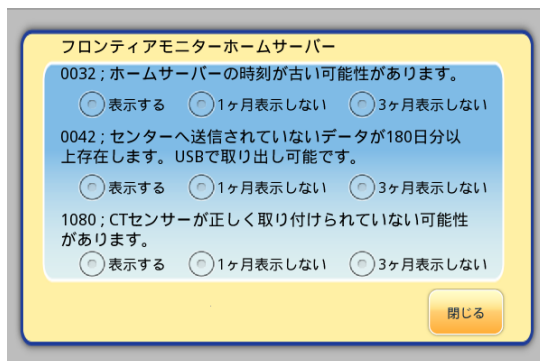 フロンティアモニターホームサーバー
0032 ; ホームサーバーの時刻が古い可能性があります。
表示する 1ヶ月表示しない 3ヶ月表示しない
0042 ; センターへ送信されていないデータが180日分以
上存在します。USBで取り出し可能です。
表示する 1ヶ月表示しない 3ヶ月表示しない
1080 ; CTセンサーが正しく取り付けられていない可能性
があります。
表示する 1ヶ月表示しない 3ヶ月表示しない
閉じる